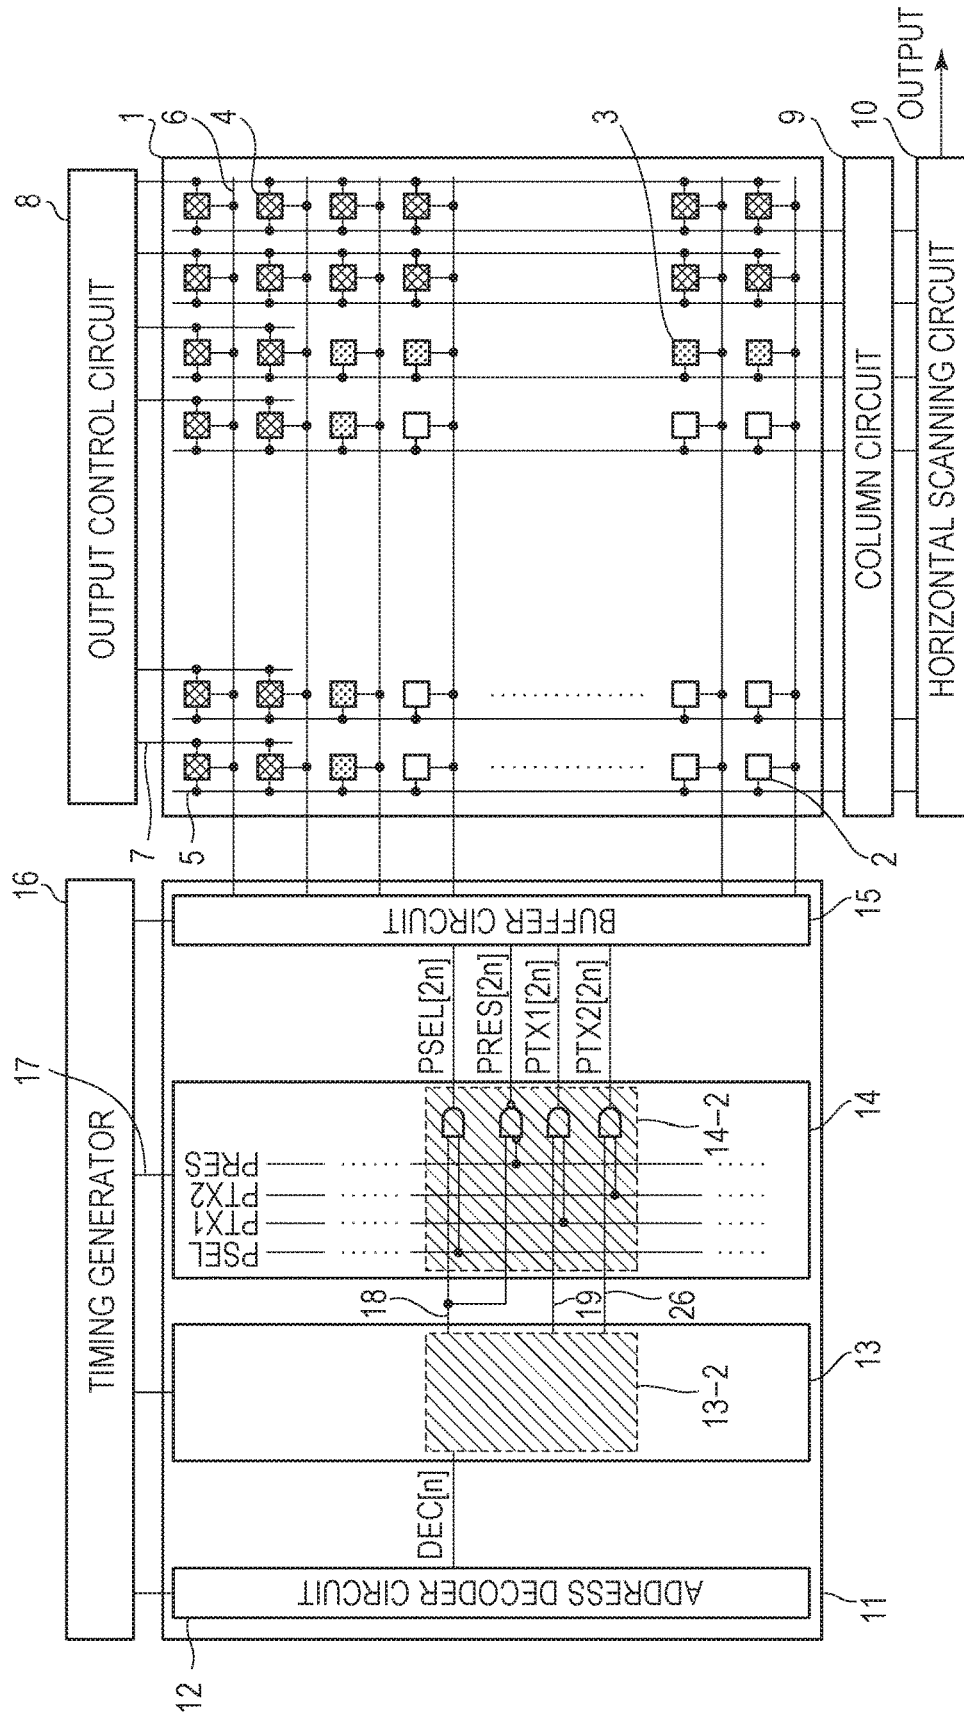 TIMING GENERATOR
16
17
ADDRESS DECODER CIRCUIT
12
11
DEC[n]
13-2
13
18
19
26
PSEL
PTX1
PTX2
PRES
14-2
14
PSEL[2n]
PRES[2n]
PTX1[2n]
PTX2[2n]
BUFFER CIRCUIT
15
OUTPUT CONTROL CIRCUIT
8
7
5
1
6
4
3
2
COLUMN CIRCUIT
9
HORIZONTAL SCANNING CIRCUIT
10
OUTPUT